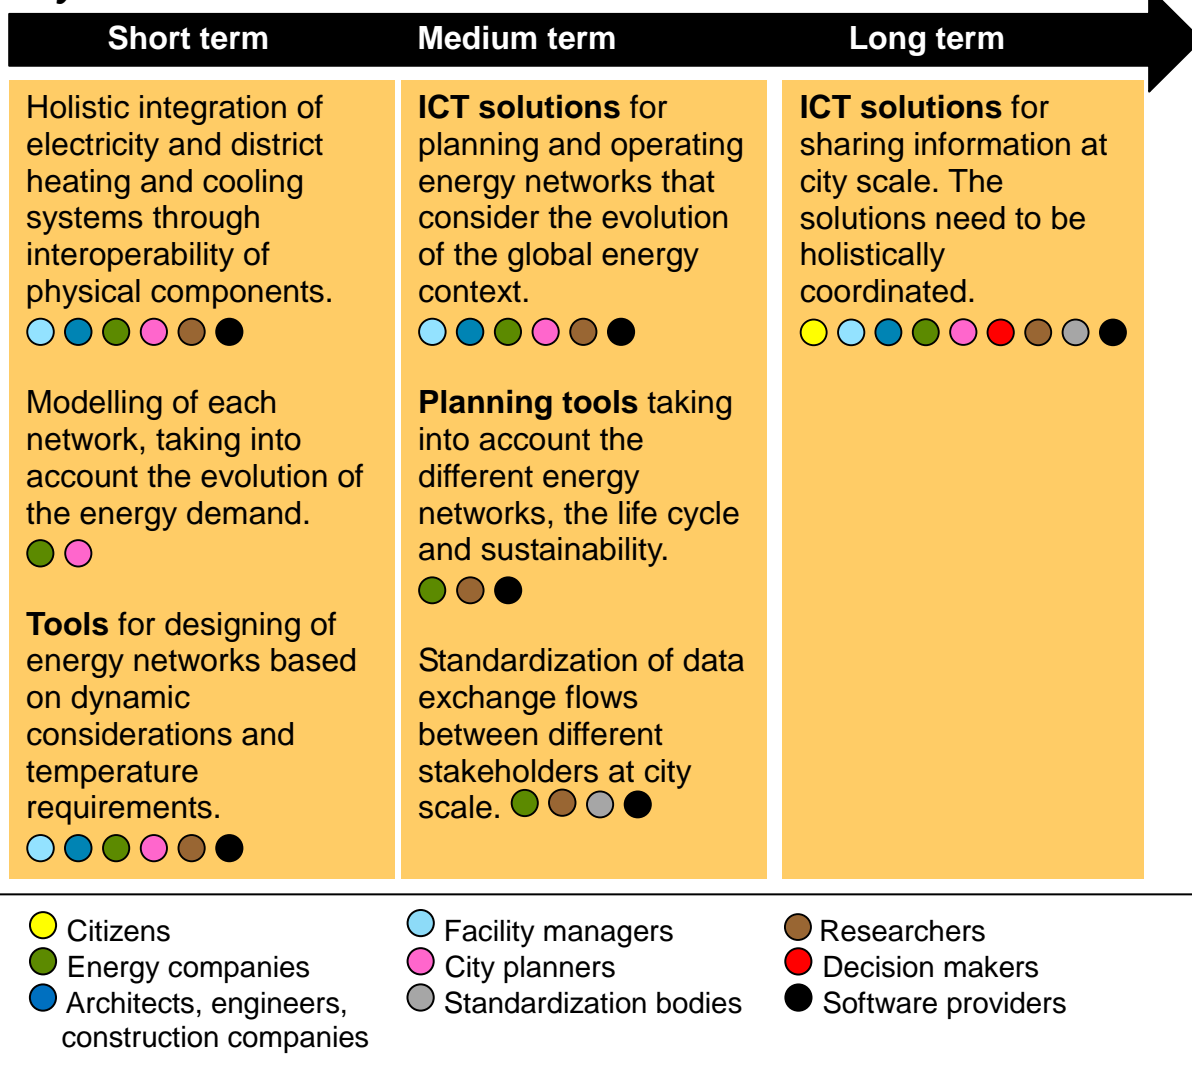 Short term
Medium term
Long term
Holistic integration of
electricity and district
heating and cooling
systems through
interoperability of
physical components.
Modelling of each
network, taking into
account the evolution of
the energy demand.
Tools for designing of
energy networks based
on dynamic
considerations and
temperature
requirements.
ICT solutions for
planning and operating
energy networks that
consider the evolution
of the global energy
context.
Planning tools taking
into account the
different energy
networks, the life cycle
and sustainability.
Standardization of data
exchange flows
between different
stakeholders at city
scale.
ICT solutions for
sharing information at
city scale. The
solutions need to be
holistically
coordinated.
Citizens
Energy companies
Architects, engineers,
construction companies
Facility managers
City planners
Standardization bodies
Researchers
Decision makers
Software providers